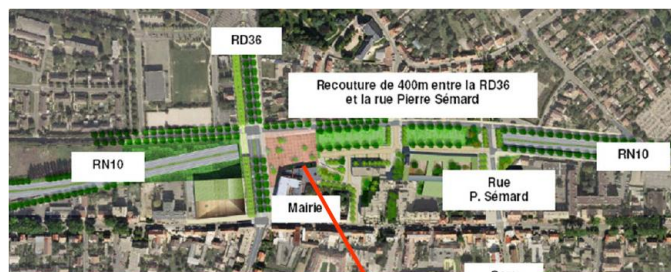 RD36
Recouture de 400m entre la RD36
et la rue Pierre Sémard
RN10
RN10
Rue
P. Sémard
Mairie